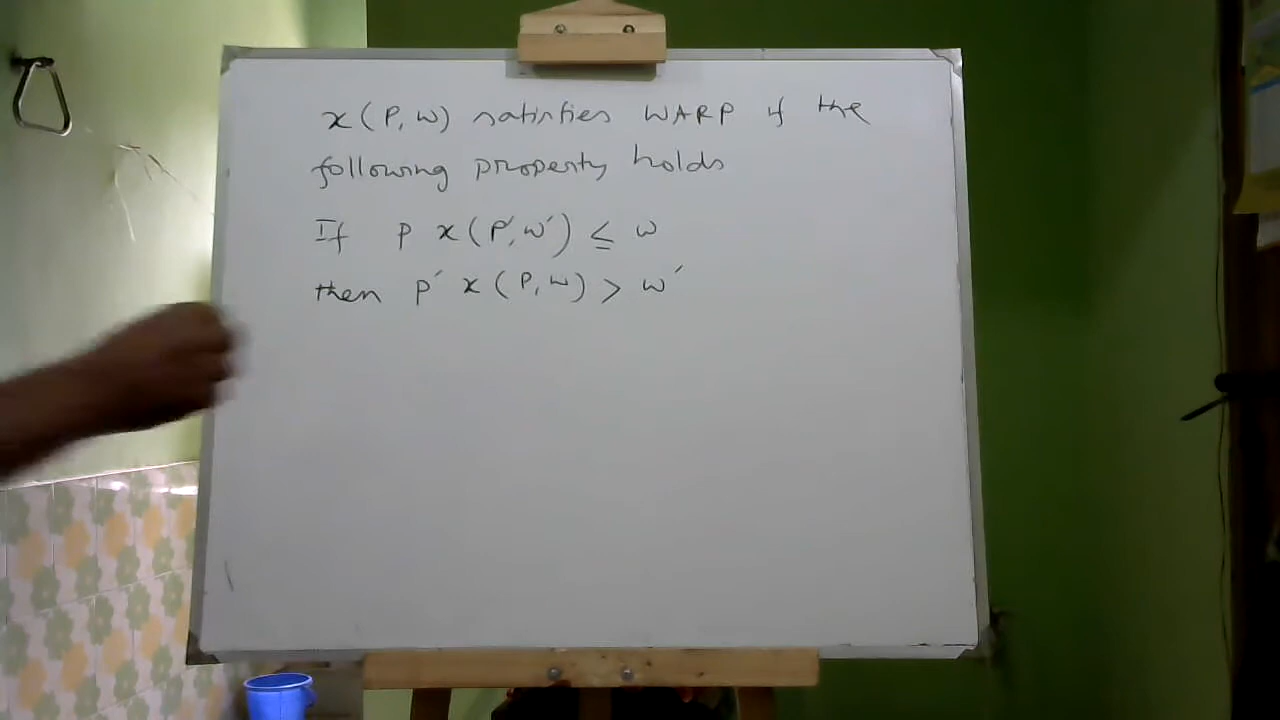 x(P,w) satisfies WARP if the
following property holds
If P x(P′,w′) ≤ w
then P′ x(P,w) > w′